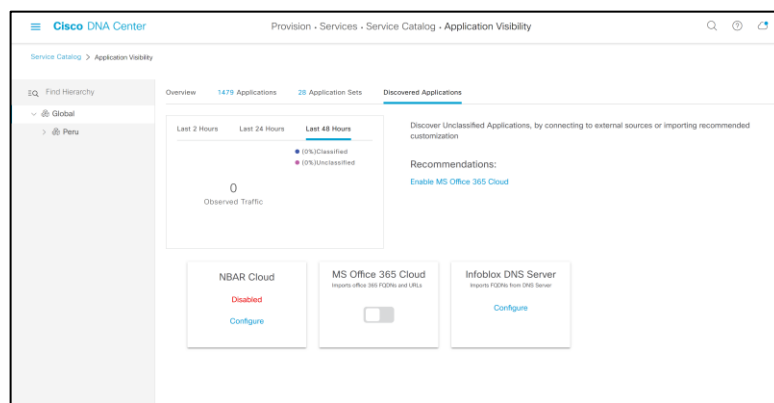 Cisco DNA Center
Provision • Services • Service Catalog • Application Visibility
Service Catalog > Application Visibility
Find Hierarchy
Global
Peru
Overview 1479 Applications 28 Application Sets Discovered Applications
Last 2 Hours Last 24 Hours Last 48 Hours
(0%)Classified
(0%)Unclassified
0
Observed Traffic
Discover Unclassified Applications, by connecting to external sources or importing recommended
customization
Recommendations:
Enable MS Office 365 Cloud
NBAR Cloud
Disabled
Configure
MS Office 365 Cloud
Imports office 365 FQDNs and URLs
Infoblox DNS Server
Imports FQDNs from DNS Server
Configure